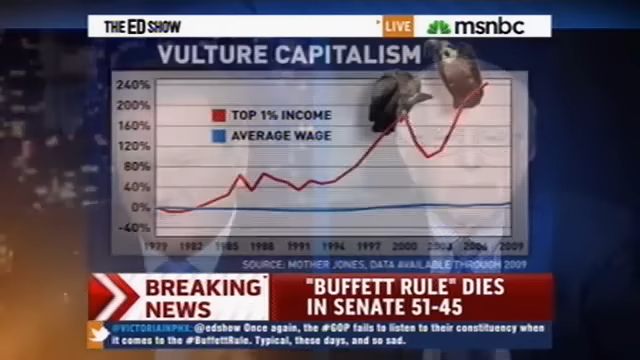 THE ED SHOW
LIVE
msnbc
VULTURE CAPITALISM
240%
200%
160%
120%
80%
40%
0%
-40%
TOP 1% INCOME
AVERAGE WAGE
1979 1982 1985 1988 1991 1994 1997 2000 2003 2006 2009
SOURCE: MOTHER JONES, DATA AVAILABLE THROUGH 2009
BREAKING NEWS
"BUFFETT RULE" DIES
IN SENATE 51-45
@VICTORIAINPHX: @edshow Once again, the #GOP fails to listen to their constituency when
it comes to the #BuffettRule. Typical, these days, and so sad.